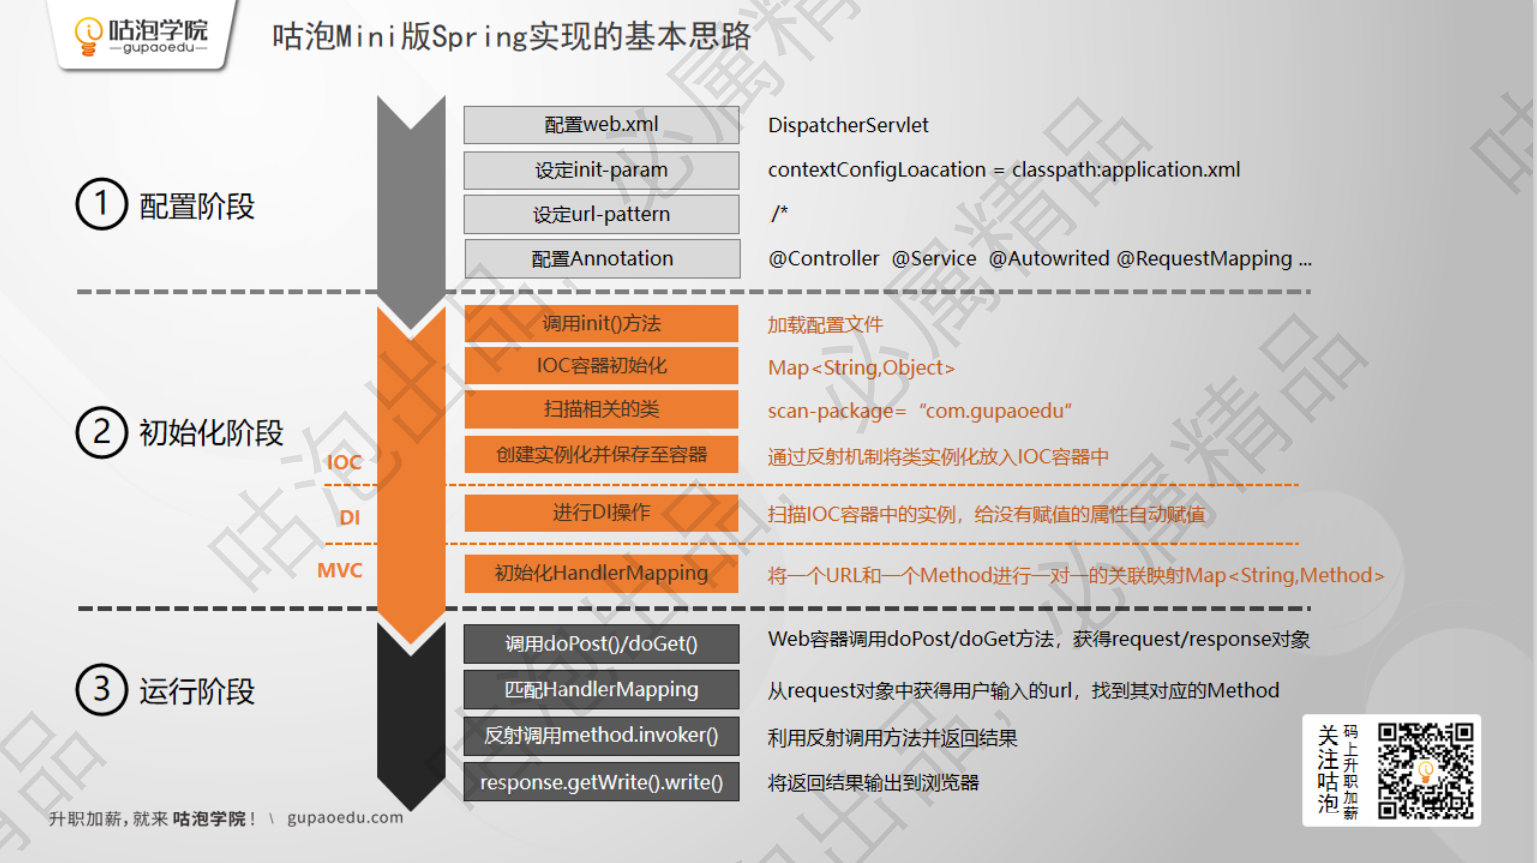 咕泡学院
gupaoedu
咕泡Mini版Spring实现的基本思路
1 配置阶段
配置web.xml DispatcherServlet
设定init-param contextConfigLoacation = classpath:application.xml
设定url-pattern /*
配置Annotation @Controller @Service @Autowrited @RequestMapping ...
2 初始化阶段
调用init()方法 加载配置文件
IOC容器初始化 Map<String,Object>
扫描相关的类 scan-package= “com.gupaoedu“
IOC 创建实例化并保存至容器 通过反射机制将类实例化放入IOC容器中
DI 进行DI操作 扫描IOC容器中的实例，给没有赋值的属性自动赋值
MVC 初始化HandlerMapping 将一个URL和一个Method进行一对一的关联映射Map<String,Method>
3 运行阶段
调用doPost()/doGet() Web容器调用doPost/doGet方法，获得request/response对象
匹配HandlerMapping 从request对象中获得用户输入的url，找到其对应的Method
反射调用method.invoker() 利用反射调用方法并返回结果
response.getWrite().write() 将返回结果输出到浏览器
关注咕泡
码上升职加薪
升职加薪，就来 咕泡学院！ \ gupaoedu.com
咕泡出品，必属精品
咕泡出品，必属精品